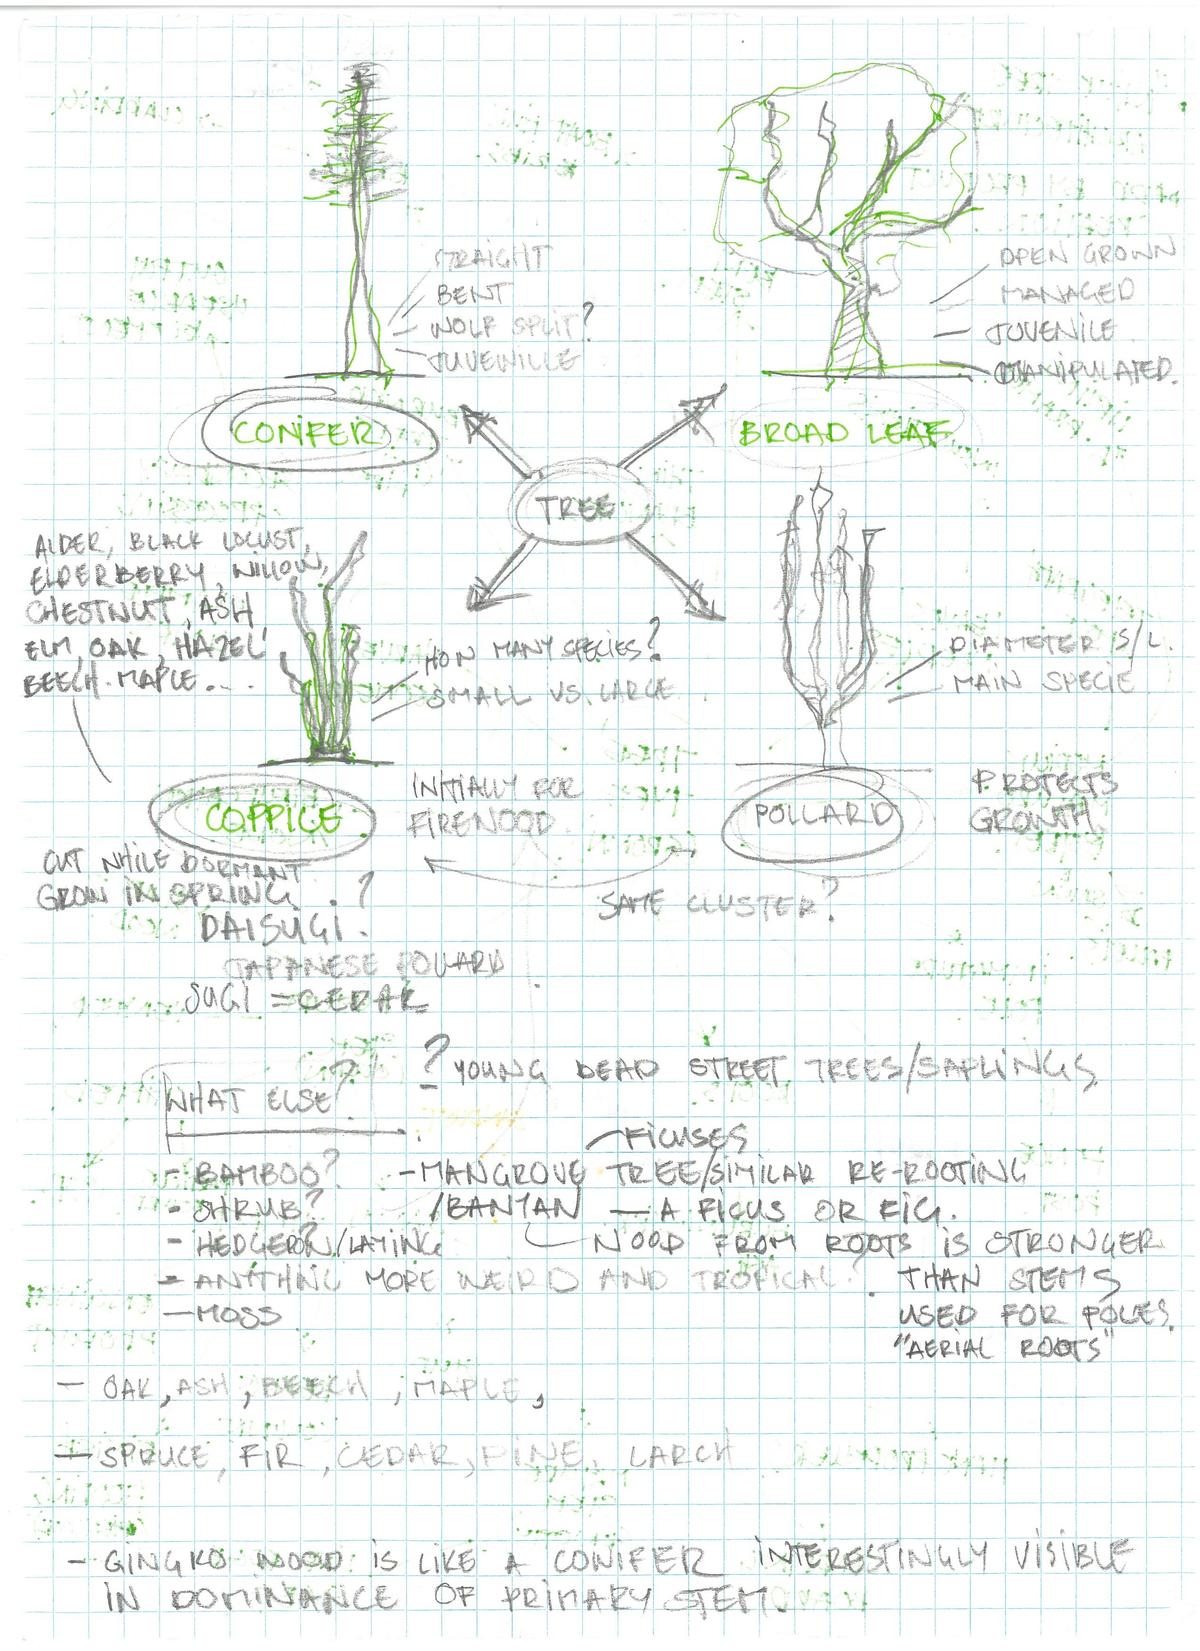 STRAIGHT
BENT
WOLF SPLIT?
JUVENILLE
OPEN GROWN
MANAGED
JUVENILE
MANIPULATED.
CONIFER
BROAD LEAF
TREE
ALDER, BLACK LOCUST,
ELDERBERRY, WILLOW,
CHESTNUT, ASH
ELM, OAK, HAZEL
BEECH. MAPLE...
HOW MANY SPECIES?
SMALL VS. LARGE
DIAMETER S/L.
MAIN SPECIE
COPPICE
INITIALLY FOR
FIREWOOD
POLLARD
PROTECTS
GROWTH.
CUT WHILE DORMANT
GROW IN SPRING.
SAME CLUSTER?
DAISUGI.?
JAPANESE POLLARD
SUGI = CEDAR
WHAT ELSE?
? YOUNG DEAD STREET TREES/SAPLINGS
FICUSES
- BAMBOO?
- SHRUB?
- HEDGEROW?/LAYING
- ANYTHING MORE WEIRD AND TROPICAL?
- MOSS
- MANGROVE TREE/SIMILAR RE-ROOTING
/BANYAN — A FICUS OR FIG.
WOOD FROM ROOTS IS STRONGER
THAN STEMS
USED FOR POLES.
"AERIAL ROOTS"
- OAK, ASH, BEECH, MAPLE,
- SPRUCE, FIR, CEDAR, PINE, LARCH
- GINGKO WOOD IS LIKE A CONIFER INTERESTINGLY VISIBLE
IN DOMINANCE OF PRIMARY STEM.